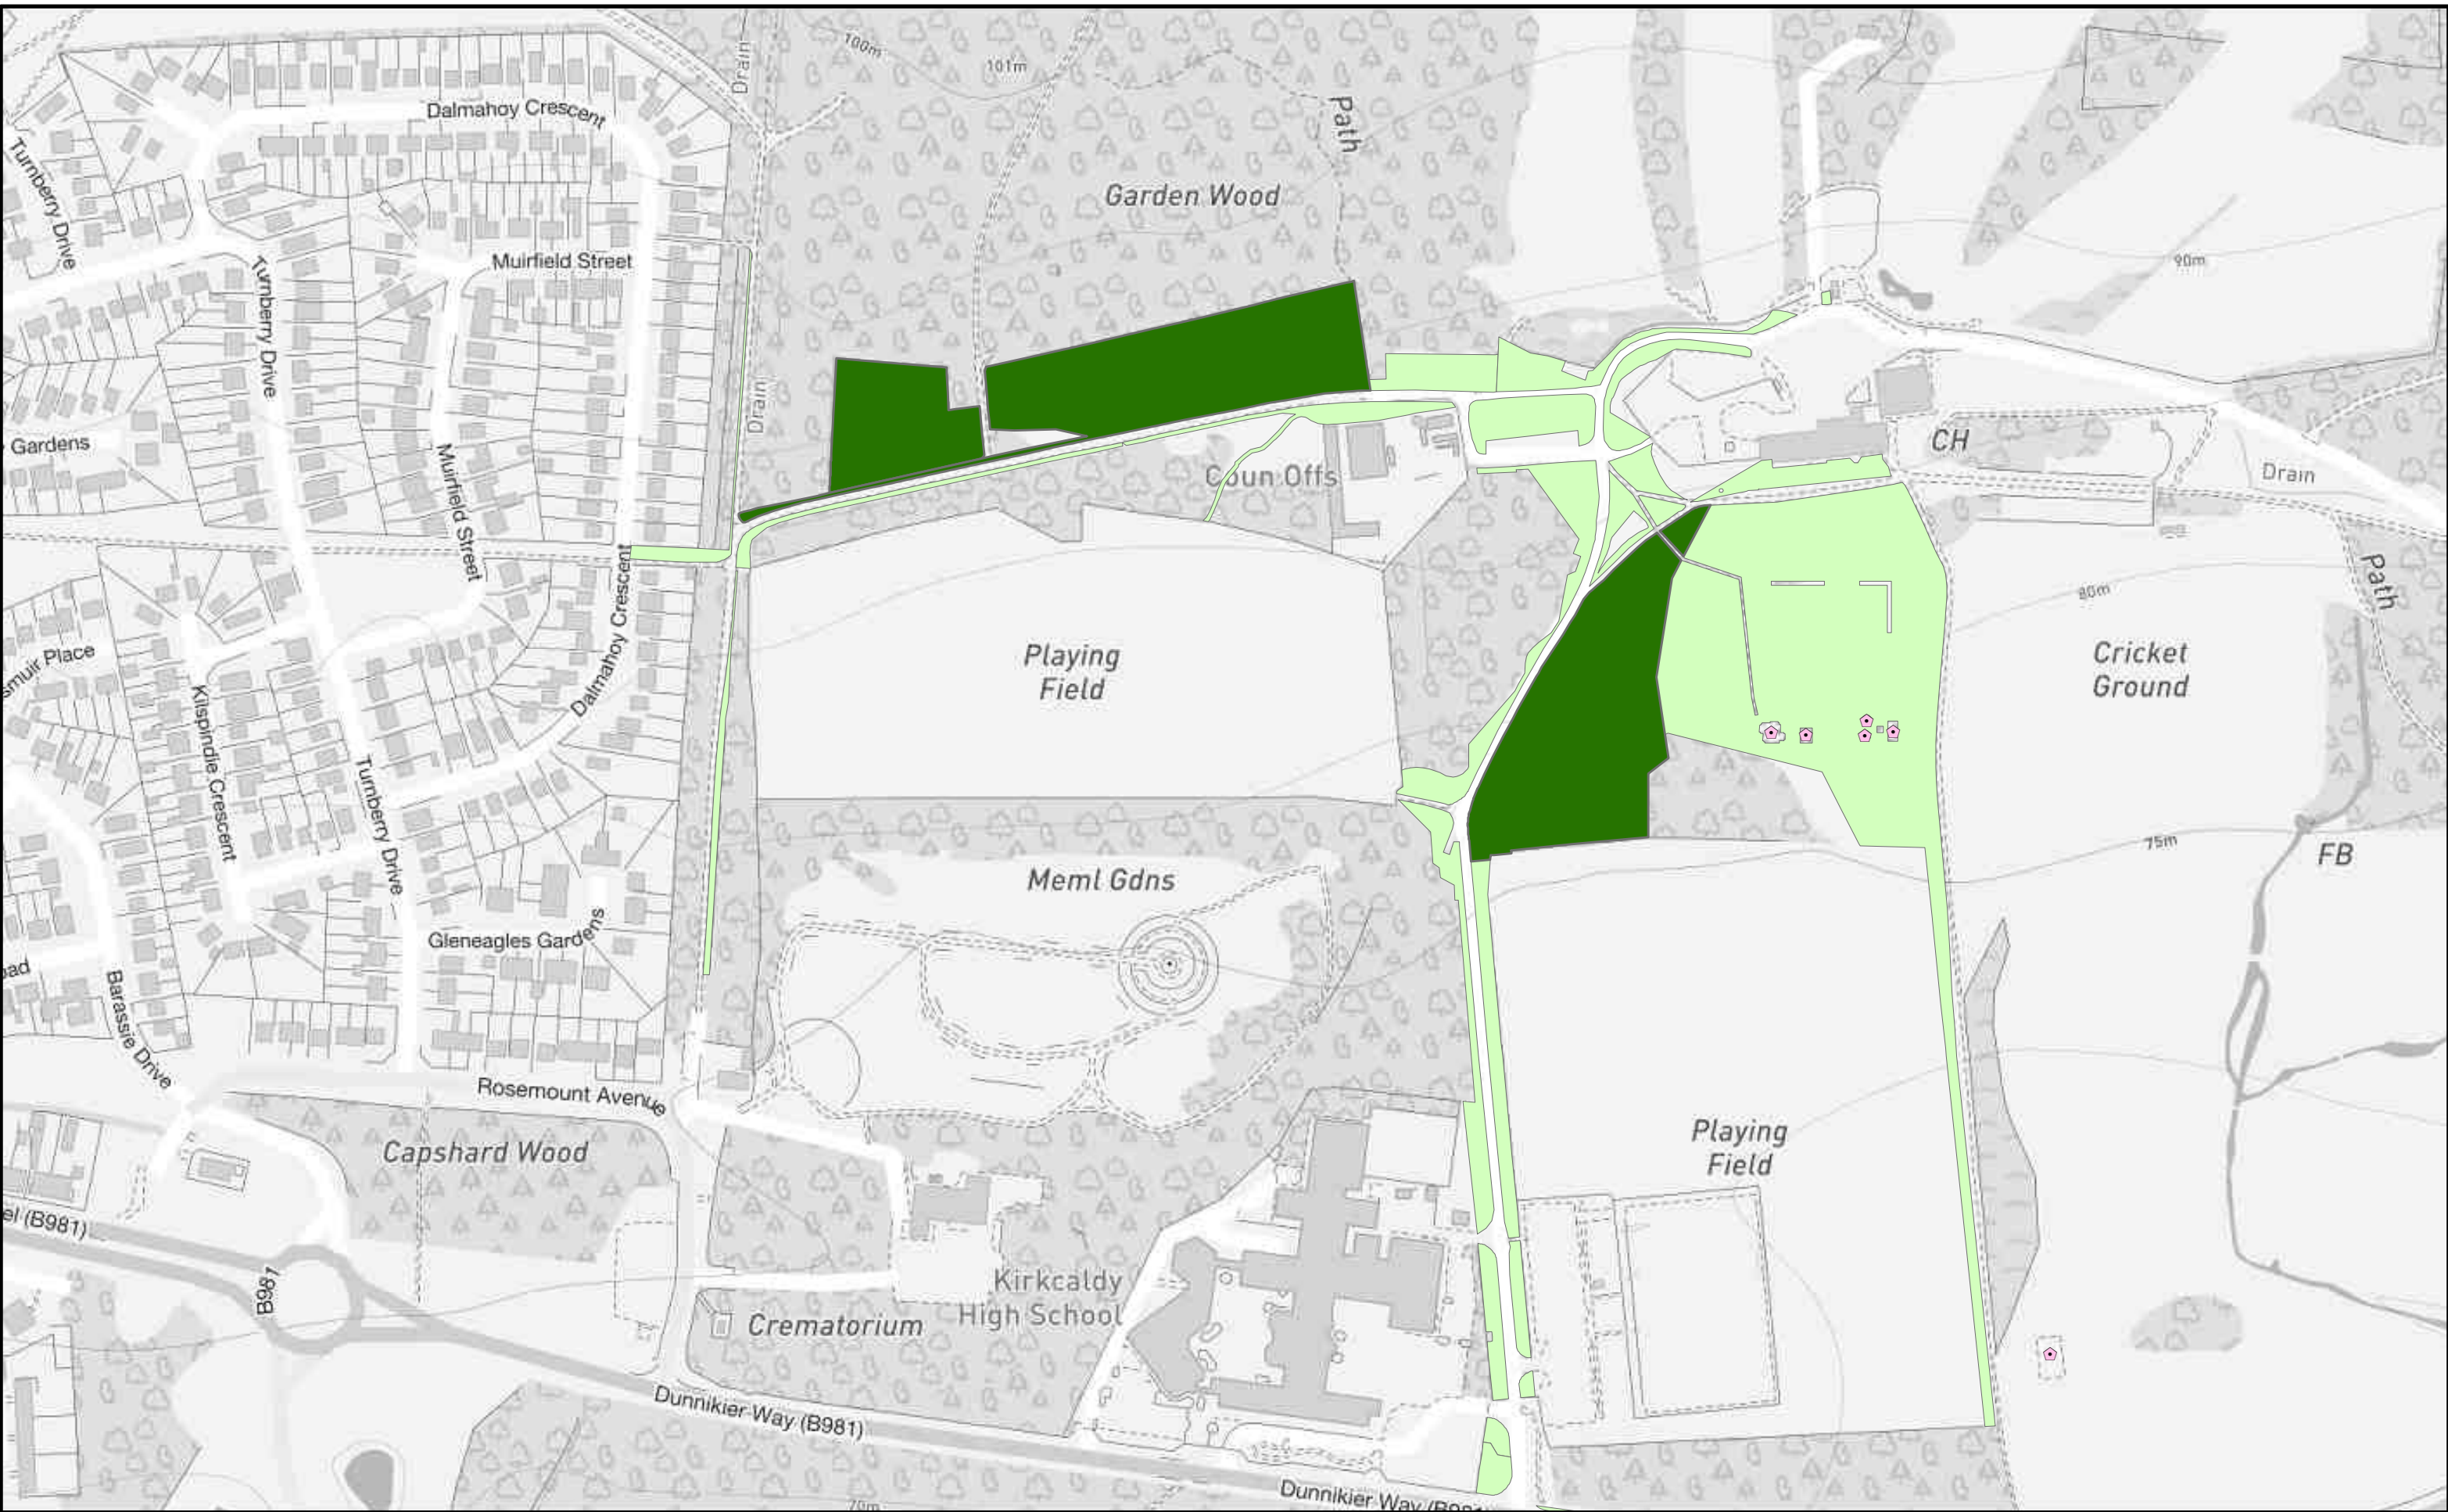 Drain
100m
101m
Path
Dalmahoy Crescent
Turnberry Drive
Garden Wood
Muirfield Street
90m
Turnberry Drive
Drain
Gardens
CH
Coun Offs
Drain
Muirfield Street
Path
80m
Dalmahoy Crescent
Playing
Field
Cricket
Ground
smuir Place
Kilspindie Crescent
Turnberry Drive
75m
FB
Meml Gdns
Gleneagles Gardens
oad
Barassie Drive
Rosemount Avenue
Capshard Wood
Playing
Field
el (B981)
B981
Kirkcaldy
High School
Crematorium
Dunnikier Way (B981)
Dunnikier Way (B981)
70m